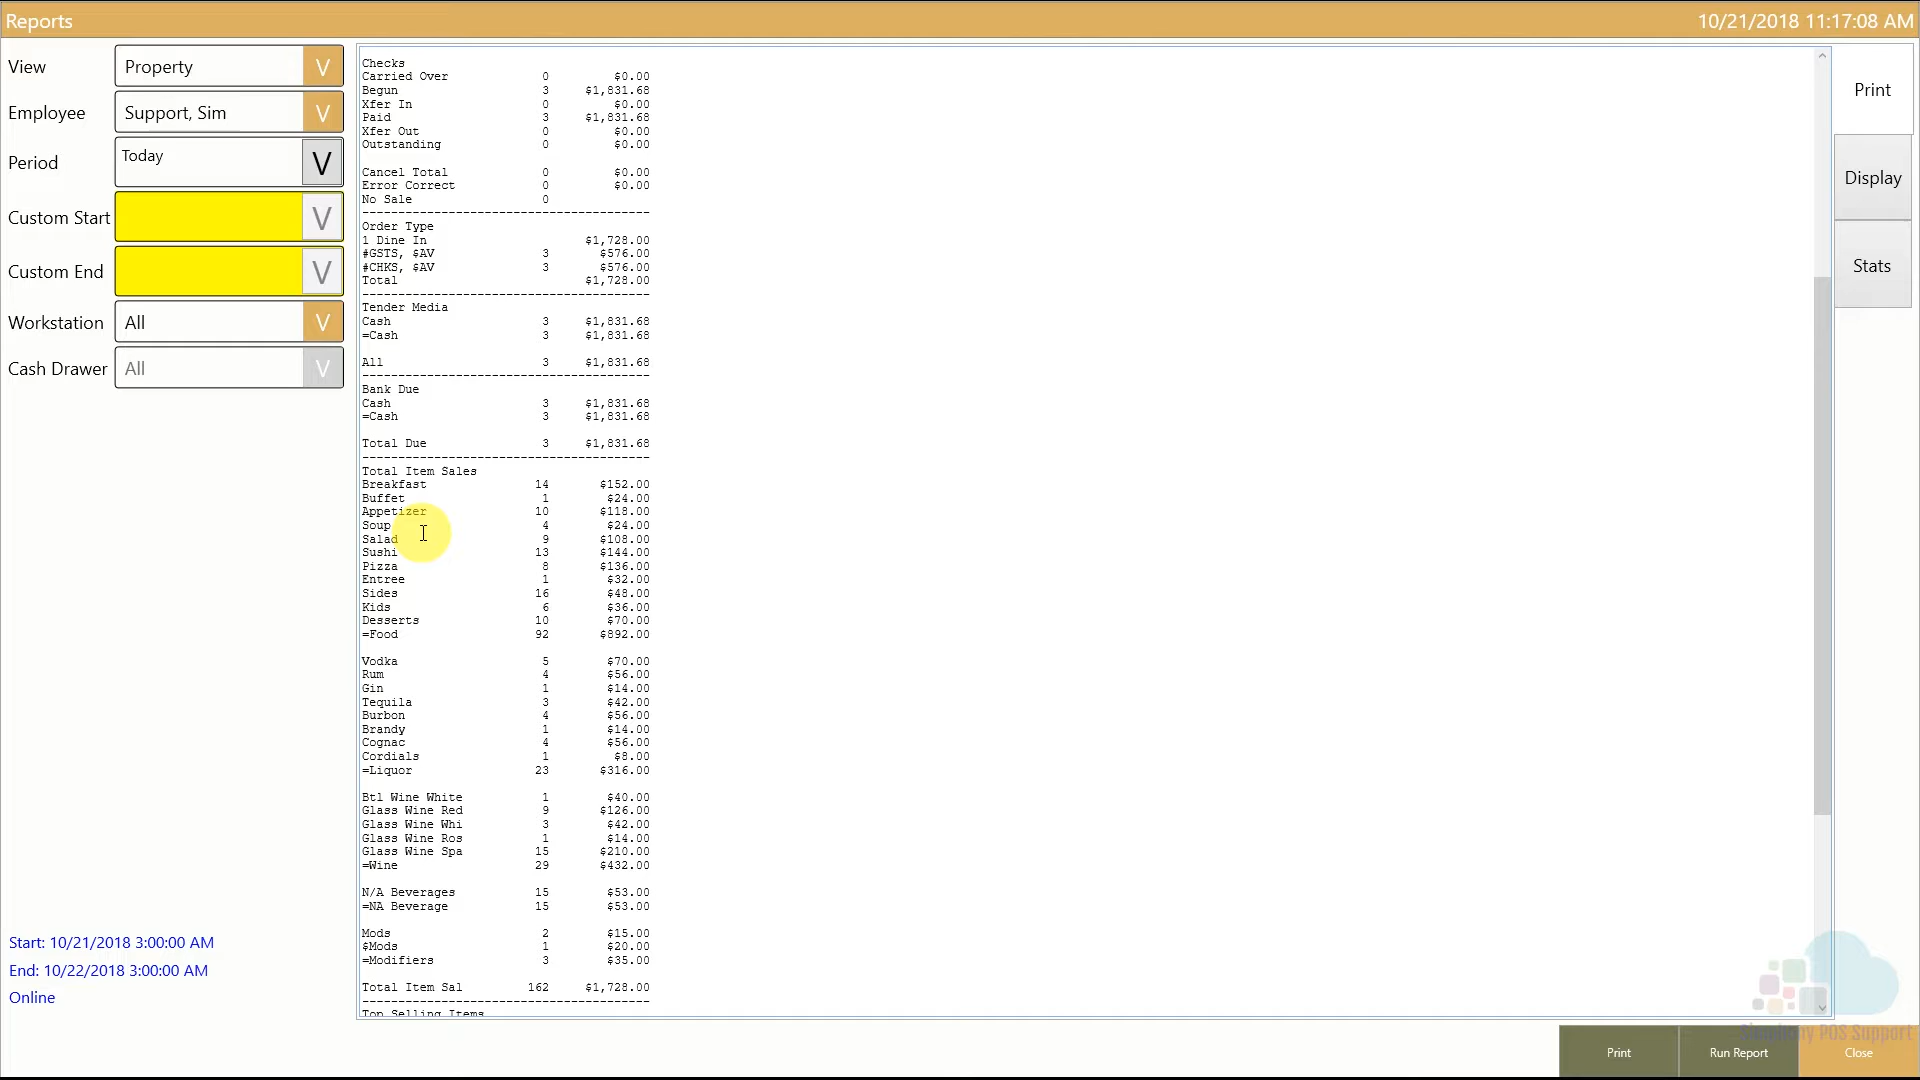 Reports 10/21/2018 11:17:08 AM
View Property V
Employee Support, Sim V
Period Today V
Custom Start V
Custom End V
Workstation All V
Cash Drawer All V
Start: 10/21/2018 3:00:00 AM
End: 10/22/2018 3:00:00 AM
Online
Checks
Carried Over 0 $0.00
Begun 3 $1,831.68
Xfer In 0 $0.00
Paid 3 $1,831.68
Xfer Out 0 $0.00
Outstanding 0 $0.00
Cancel Total 0 $0.00
Error Correct 0 $0.00
No Sale 0
----------------------------------------
Order Type
1 Dine In $1,728.00
#GSTS, $AV 3 $576.00
#CHKS, $AV 3 $576.00
Total $1,728.00
----------------------------------------
Tender Media
Cash 3 $1,831.68
=Cash 3 $1,831.68
All 3 $1,831.68
----------------------------------------
Bank Due
Cash 3 $1,831.68
=Cash 3 $1,831.68
Total Due 3 $1,831.68
----------------------------------------
Total Item Sales
Breakfast 14 $152.00
Buffet 1 $24.00
Appetizer 10 $118.00
Soup 4 $24.00
Salad 9 $108.00
Sushi 13 $144.00
Pizza 8 $136.00
Entree 1 $32.00
Sides 16 $48.00
Kids 6 $36.00
Desserts 10 $70.00
=Food 92 $892.00
Vodka 5 $70.00
Rum 4 $56.00
Gin 1 $14.00
Tequila 3 $42.00
Burbon 4 $56.00
Brandy 1 $14.00
Cognac 4 $56.00
Cordials 1 $8.00
=Liquor 23 $316.00
Btl Wine White 1 $40.00
Glass Wine Red 9 $126.00
Glass Wine Whi 3 $42.00
Glass Wine Ros 1 $14.00
Glass Wine Spa 15 $210.00
=Wine 29 $432.00
N/A Beverages 15 $53.00
=NA Beverage 15 $53.00
Mods 2 $15.00
$Mods 1 $20.00
=Modifiers 3 $35.00
Total Item Sal 162 $1,728.00
----------------------------------------
Top Selling Items
Print
Display
Stats
POS Support
Print Run Report Close